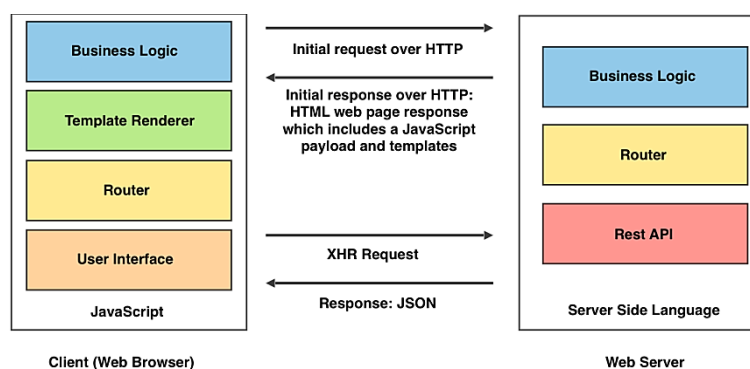 Business Logic
Template Renderer
Router
User Interface
JavaScript
Client (Web Browser)
Initial request over HTTP
Initial response over HTTP:
HTML web page response
which includes a JavaScript
payload and templates
XHR Request
Response: JSON
Business Logic
Router
Rest API
Server Side Language
Web Server